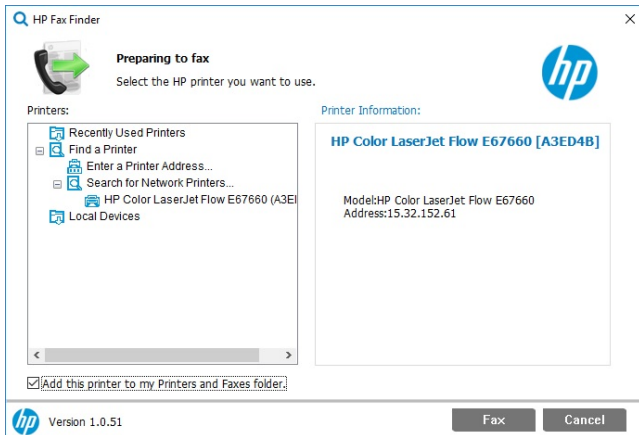 HP Fax Finder
Preparing to fax
Select the HP printer you want to use.
hp
Printers:
Recently Used Printers
Find a Printer
Enter a Printer Address...
Search for Network Printers...
HP Color LaserJet Flow E67660 (A3E
Local Devices
Printer Information:
HP Color LaserJet Flow E67660 [A3ED4B]
Model:HP Color LaserJet Flow E67660
Address:15.32.152.61
Add this printer to my Printers and Faxes folder.
hp
Version 1.0.51
Fax
Cancel